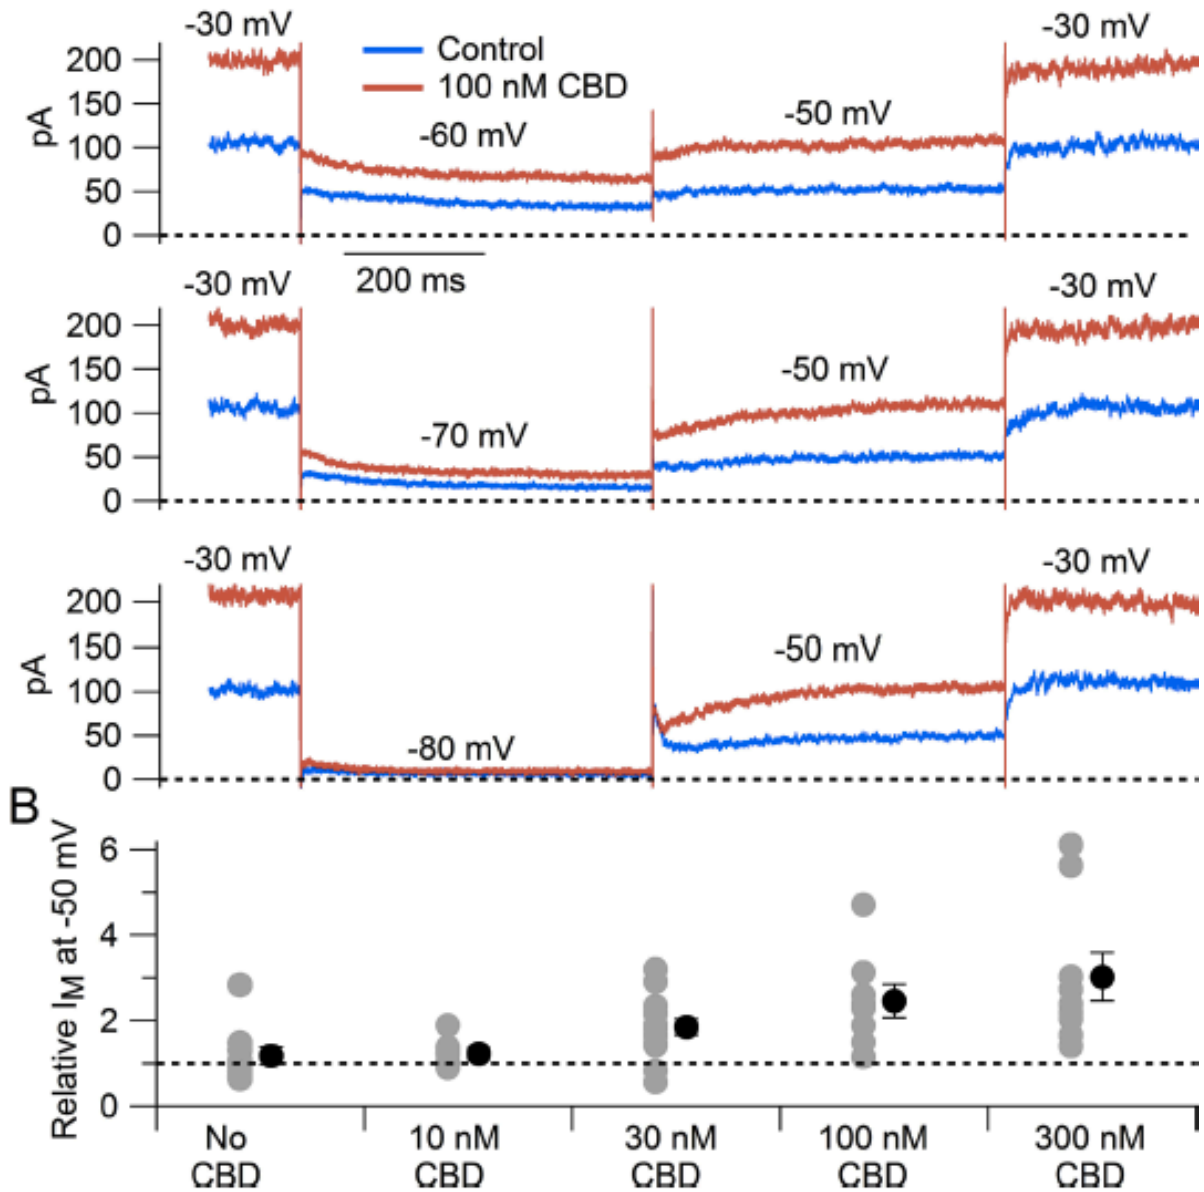 -30 mV
Control
100 nM CBD
-30 mV
200
150
100
50
0
pA
-60 mV
-50 mV
200 ms
-30 mV
-30 mV
200
150
100
50
0
pA
-70 mV
-50 mV
-30 mV
-30 mV
200
150
100
50
0
pA
-80 mV
-50 mV
B
Relative IM at -50 mV
6
4
2
0
No CBD
10 nM CBD
30 nM CBD
100 nM CBD
300 nM CBD